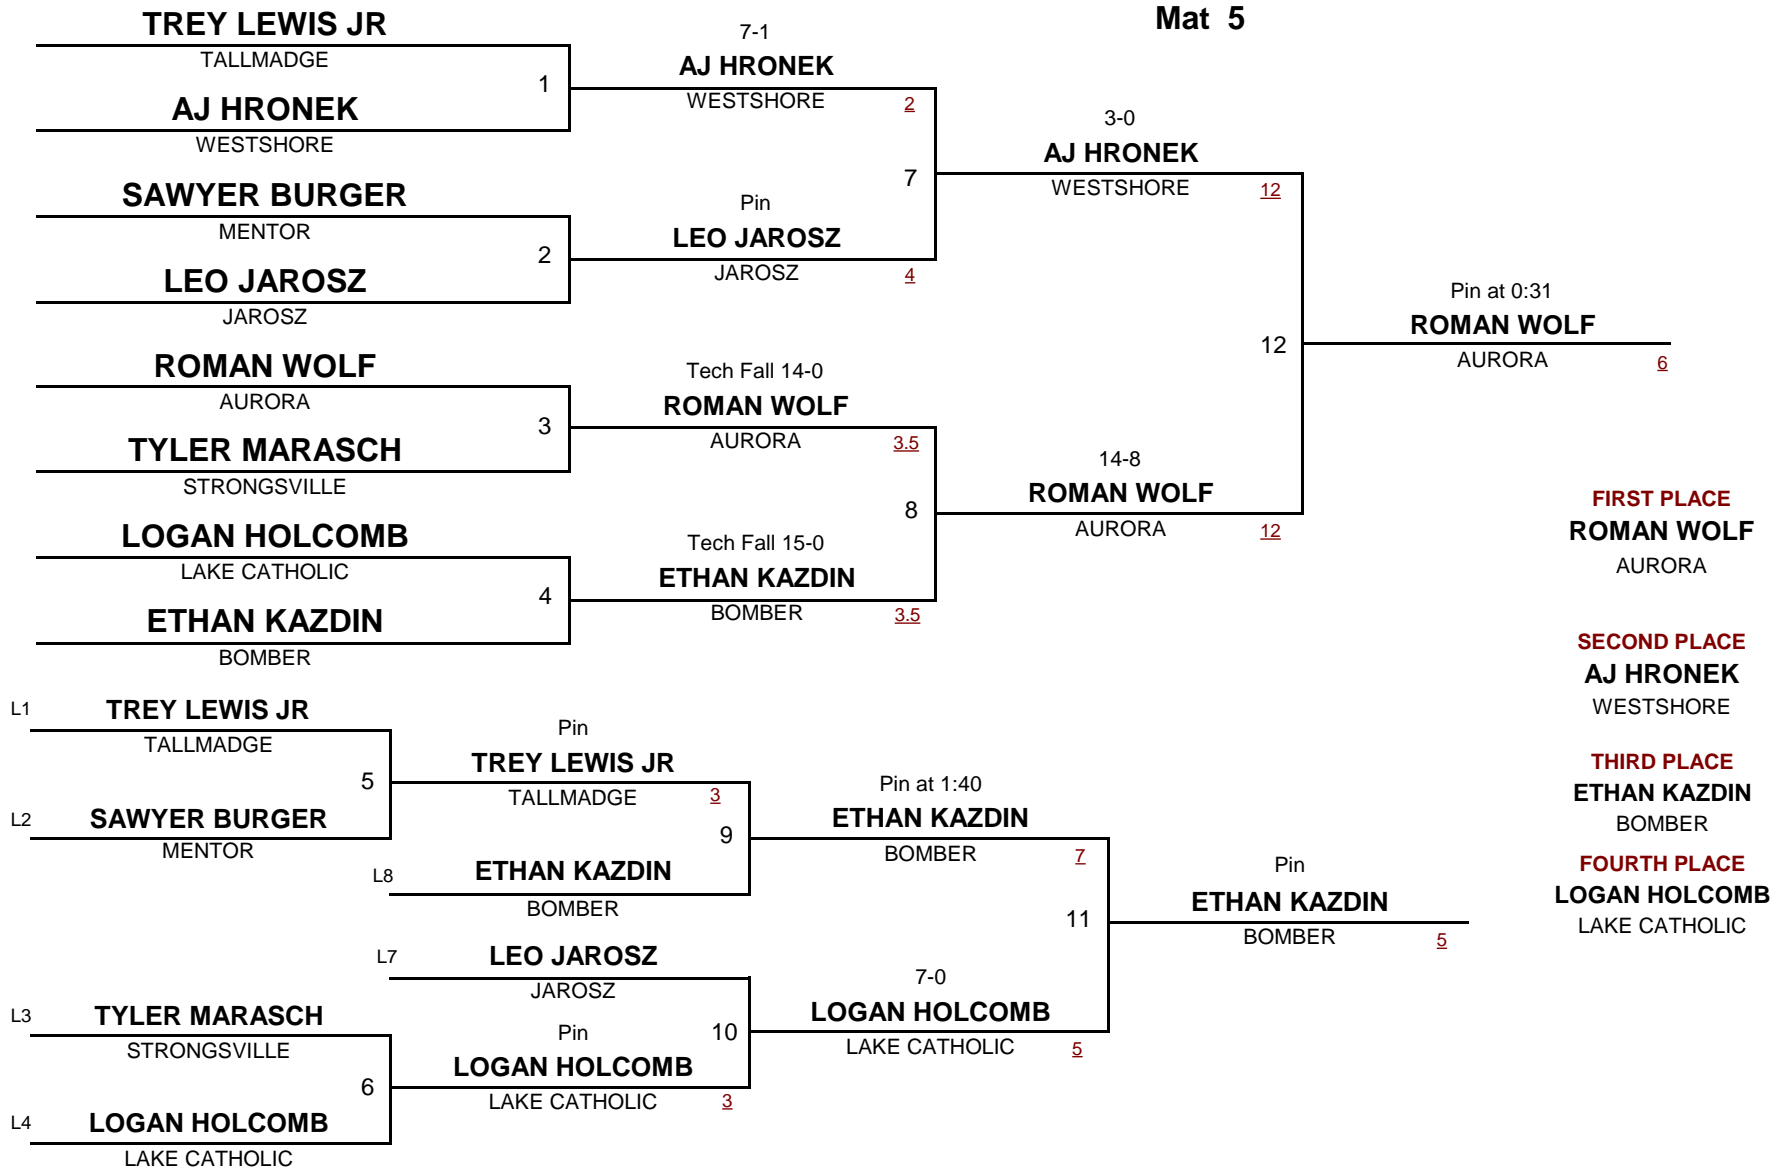 Mat 5
TREY LEWIS JR
TALLMADGE
1
AJ HRONEK
WESTSHORE
SAWYER BURGER
MENTOR
2
LEO JAROSZ
JAROSZ
ROMAN WOLF
AURORA
3
TYLER MARASCH
STRONGSVILLE
LOGAN HOLCOMB
LAKE CATHOLIC
4
ETHAN KAZDIN
BOMBER
7-1
AJ HRONEK
WESTSHORE
2
7
Pin
LEO JAROSZ
JAROSZ
4
Tech Fall 14-0
ROMAN WOLF
AURORA
3.5
8
Tech Fall 15-0
ETHAN KAZDIN
BOMBER
3.5
3-0
AJ HRONEK
WESTSHORE
12
12
14-8
ROMAN WOLF
AURORA
12
Pin at 0:31
ROMAN WOLF
AURORA
6
FIRST PLACE
ROMAN WOLF
AURORA
SECOND PLACE
AJ HRONEK
WESTSHORE
THIRD PLACE
ETHAN KAZDIN
BOMBER
FOURTH PLACE
LOGAN HOLCOMB
LAKE CATHOLIC
L1
TREY LEWIS JR
TALLMADGE
5
L2
SAWYER BURGER
MENTOR
Pin
TREY LEWIS JR
TALLMADGE
3
9
L8
ETHAN KAZDIN
BOMBER
L7
LEO JAROSZ
JAROSZ
10
L3
TYLER MARASCH
STRONGSVILLE
6
L4
LOGAN HOLCOMB
LAKE CATHOLIC
Pin
LOGAN HOLCOMB
LAKE CATHOLIC
3
Pin at 1:40
ETHAN KAZDIN
BOMBER
7
11
7-0
LOGAN HOLCOMB
LAKE CATHOLIC
5
Pin
ETHAN KAZDIN
BOMBER
5